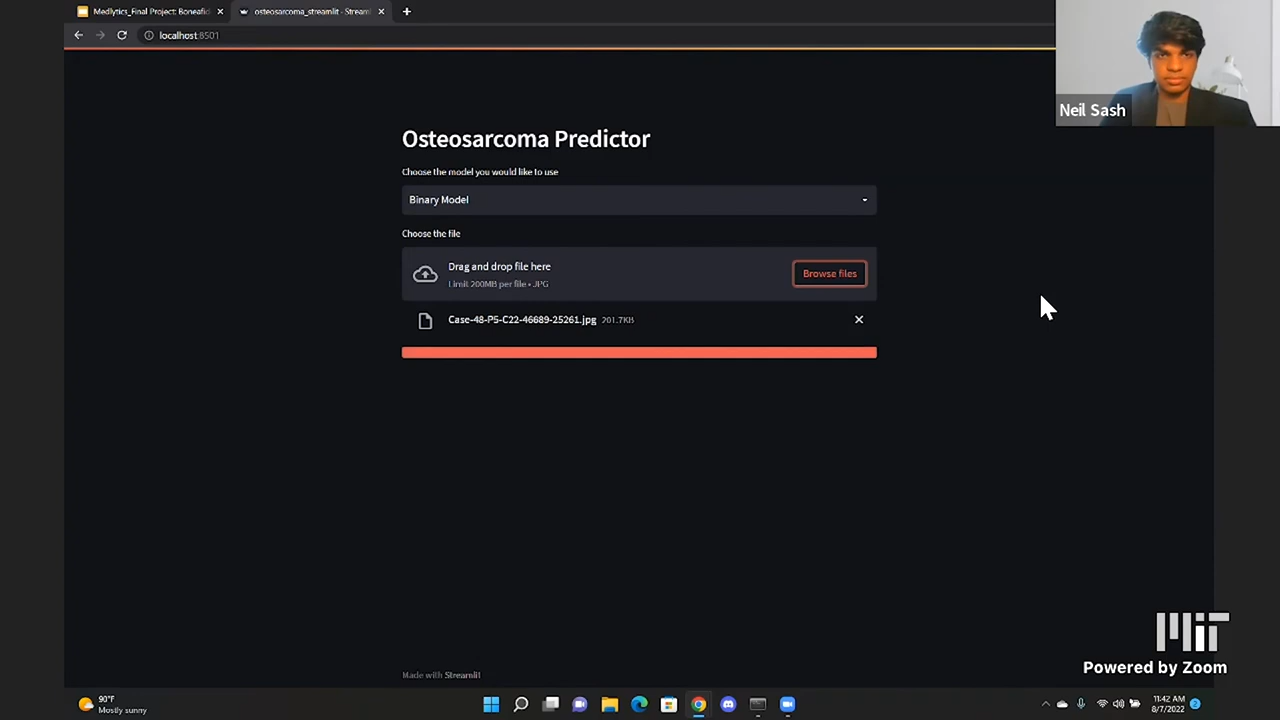 Medlytics_Final Project: Boneafid
osteosarcoma_streamlit · Streaml
localhost:8501
Neil Sash
Osteosarcoma Predictor
Choose the model you would like to use
Binary Model
Choose the file
Drag and drop file here
Limit 200MB per file • JPG
Browse files
Case-48-P5-C22-46689-25261.jpg 201.7KB
Made with Streamlit
MIT
Powered by Zoom
90°F
Mostly sunny
11:42 AM
8/7/2022
2